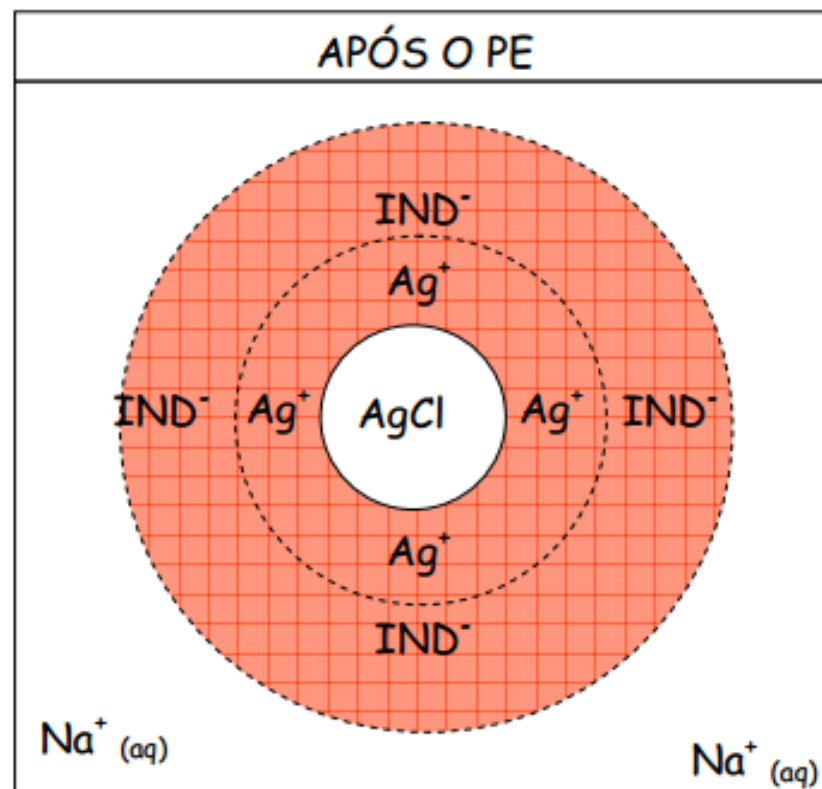 APÓS O PE
IND⁻
Ag⁺
IND⁻ Ag⁺ AgCl Ag⁺ IND⁻
Ag⁺
IND⁻
Na⁺ (aq)
Na⁺ (aq)